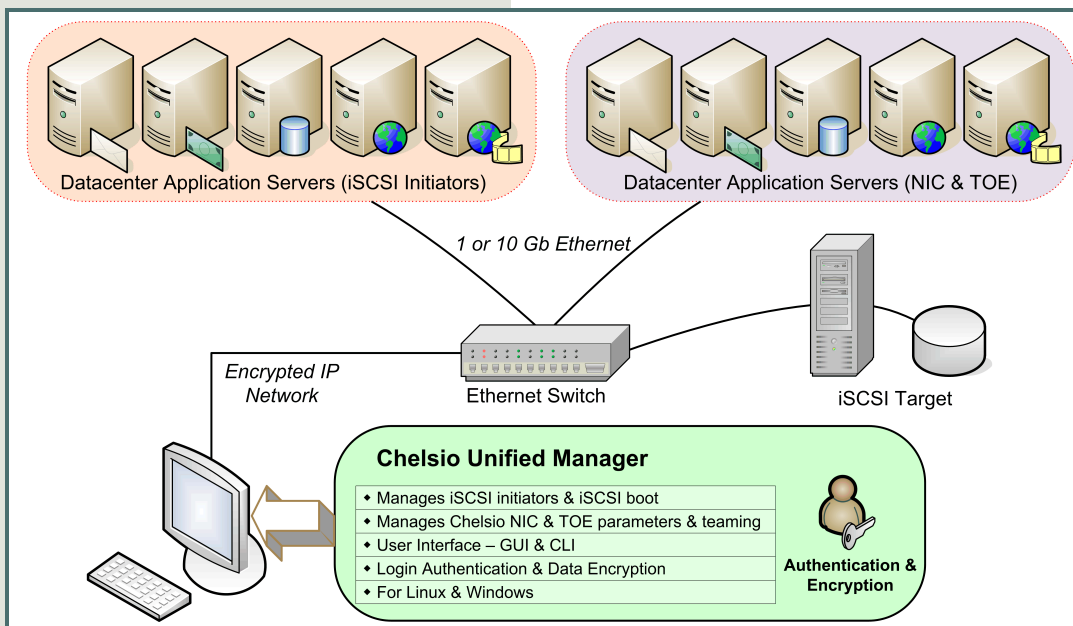 Datacenter Application Servers (iSCSI Initiators)
Datacenter Application Servers (NIC & TOE)
1 or 10 Gb Ethernet
Encrypted IP
Network
Ethernet Switch
iSCSI Target
Chelsio Unified Manager
◆ Manages iSCSI initiators & iSCSI boot
◆ Manages Chelsio NIC & TOE parameters & teaming
◆ User Interface – GUI & CLI
◆ Login Authentication & Data Encryption
◆ For Linux & Windows
Authentication &
Encryption